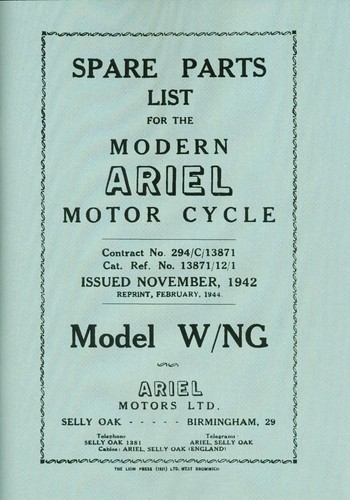 SPARE PARTS
LIST
FOR THE
MODERN
ARIEL
MOTOR CYCLE
Contract No. 294/C/13871
Cat. Ref. No. 13871/12/1
ISSUED NOVEMBER, 1942
REPRINT, FEBRUARY, 1944.
Model W/NG
ARIEL
MOTORS LTD.
SELLY OAK - - - - - BIRMINGHAM, 29
Telephone Telegrams
SELLY OAK 1381 ARIEL, SELLY OAK
Cables: ARIEL, SELLY OAK (ENGLAND)
THE LION PRESS (1931) LTD. WEST BROMWICH